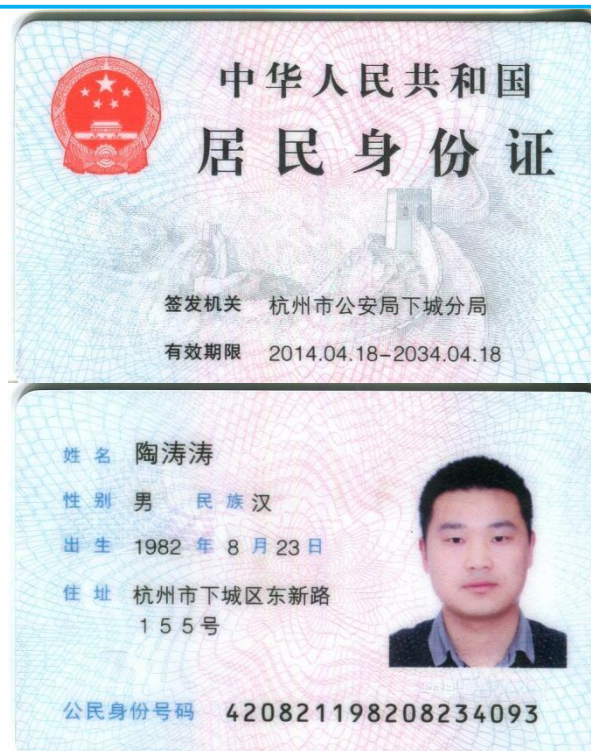 中华人民共和国
居民身份证
签发机关 杭州市公安局下城分局
有效期限 2014.04.18-2034.04.18
姓名 陶涛涛
性别 男 民族 汉
出生 1982 年 8 月 23 日
住址 杭州市下城区东新路
155号
公民身份号码 420821198208234093